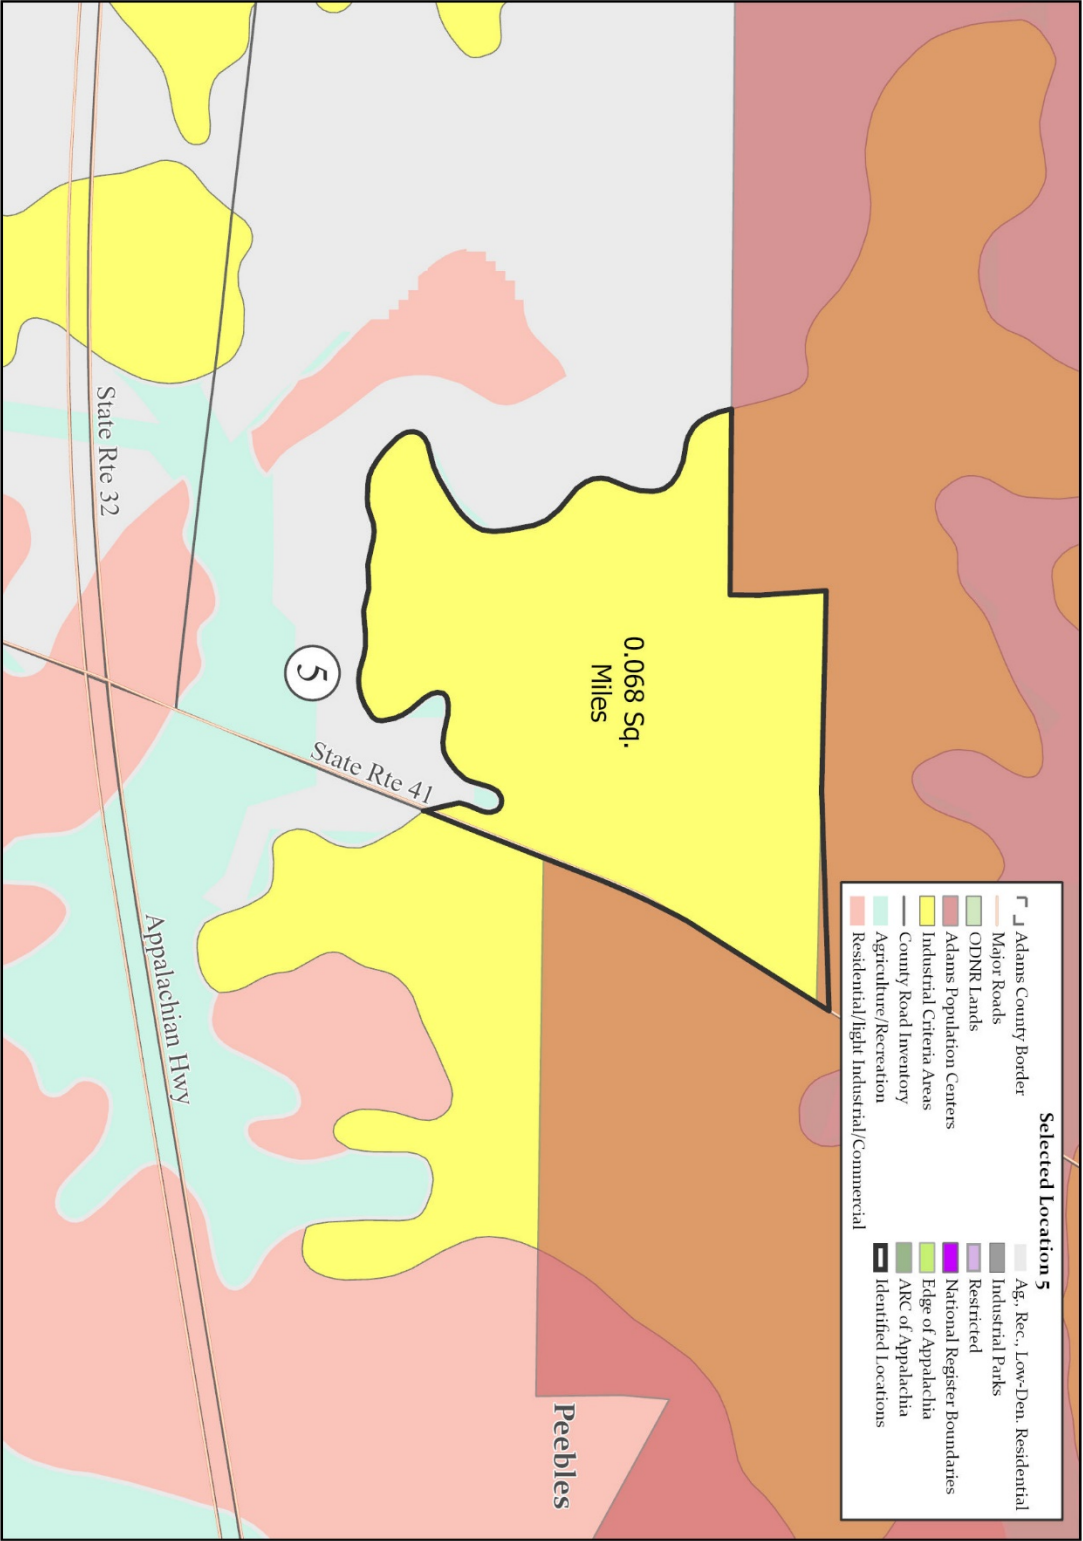 Selected Location 5
Adams County Border
Major Roads
ODNR Lands
Adams Population Centers
Industrial Criteria Areas
County Road Inventory
Agriculture/Recreation
Residential/light Industrial/Commercial
Ag., Rec., Low-Den. Residential
Industrial Parks
Restricted
National Register Boundaries
Edge of Appalachia
ARC of Appalachia
Identified Locations
0.068 Sq.
Miles
Peebles
5
State Rte 41
State Rte 32
Appalachian Hwy